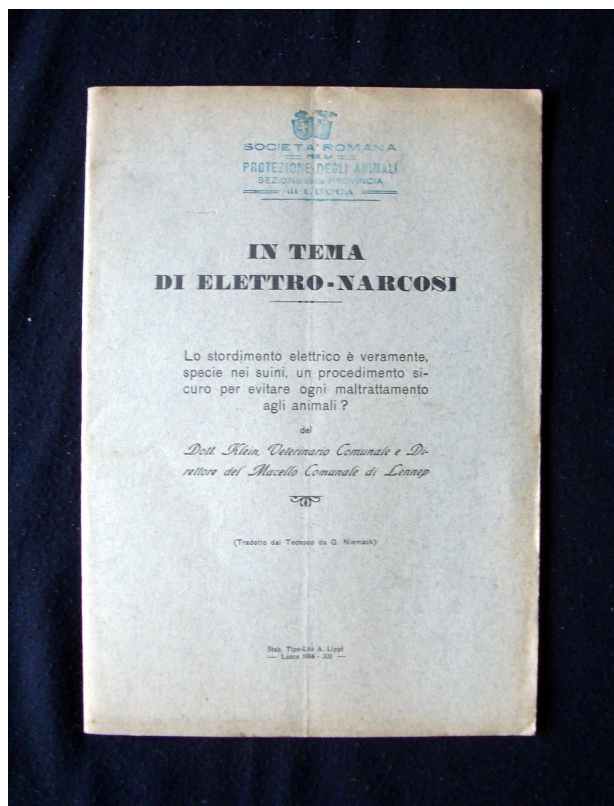 SOCIETÀ ROMANA
PER LA
PROTEZIONE DEGLI ANIMALI
SEZIONE DELLA PROVINCIA
di LUCCA
IN TEMA
DI ELETTRO-NARCOSI
Lo stordimento elettrico è veramente,
specie nei suini, un procedimento si-
curo per evitare ogni maltrattamento
agli animali ?
del
Dott. Klein, Veterinario Comunale e Di-
rettore del Macello Comunale di Lennep
(Tradotto dal Tedesco da G. Niemack)
Stab. Tipo-Lito A. Lippi
— Lucca 1934 - XII —